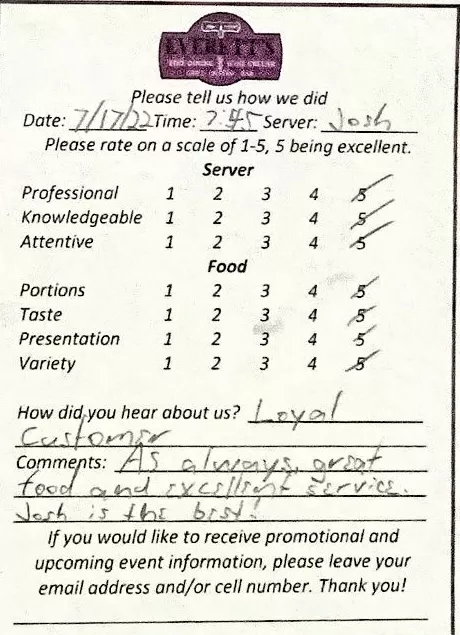 EVERETT'S
FINE DINING WINE CELLAR
Please tell us how we did
Date: 7/17/22 Time: 7:45 Server: Josh
Please rate on a scale of 1-5, 5 being excellent.
Server
Professional 1 2 3 4 5
Knowledgeable 1 2 3 4 5
Attentive 1 2 3 4 5
Food
Portions 1 2 3 4 5
Taste 1 2 3 4 5
Presentation 1 2 3 4 5
Variety 1 2 3 4 5
How did you hear about us? Loyal
Customer
Comments: As always, great
food and excellent service.
Josh is the best!
If you would like to receive promotional and
upcoming event information, please leave your
email address and/or cell number. Thank you!